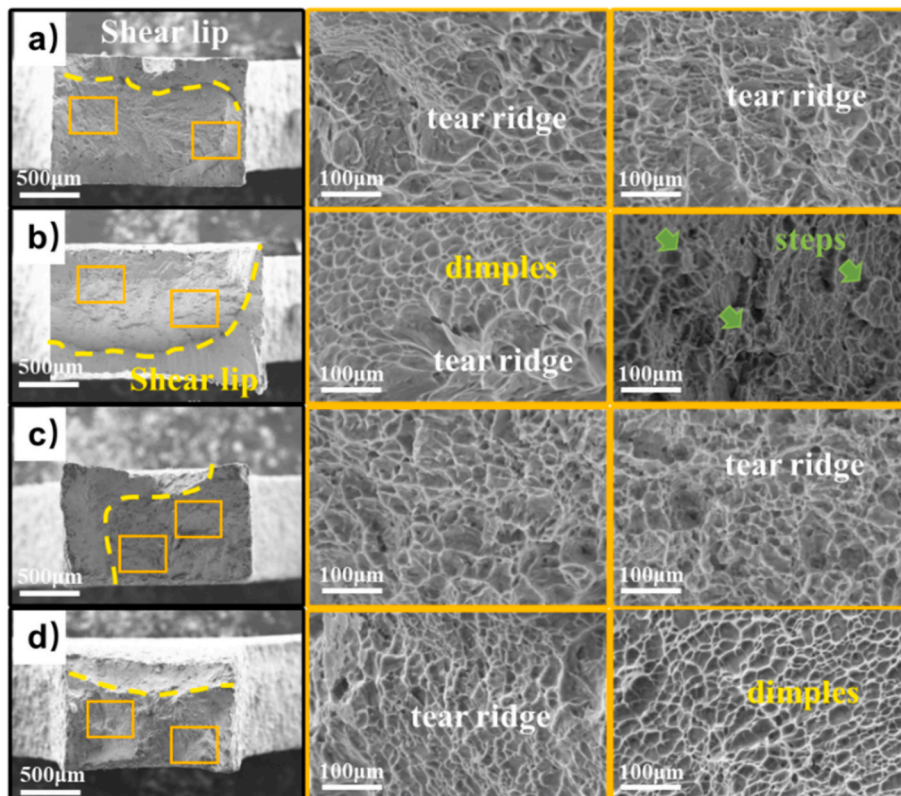 a)
Shear lip
500μm
tear ridge
100μm
tear ridge
100μm
b)
Shear lip
500μm
dimples
tear ridge
100μm
steps
100μm
c)
500μm
100μm
tear ridge
100μm
d)
500μm
tear ridge
100μm
dimples
100μm